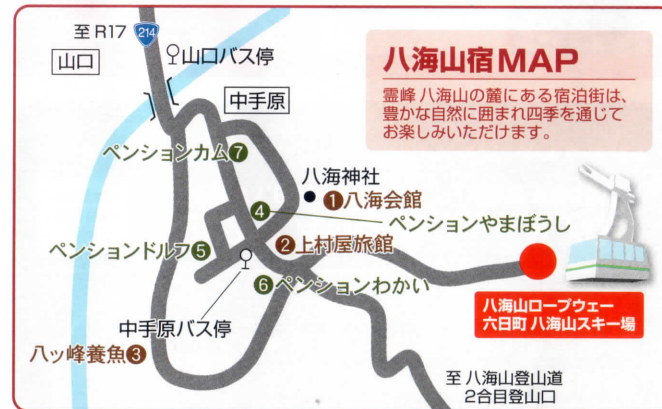 至 R17
214
山口
山口バス停
八海山宿MAP
霊峰 八海山の麓にある宿泊街は、
豊かな自然に囲まれ四季を通じて
お楽しみいただけます。
中手原
ペンションカム❼
八海神社
❶八海会館
❹
ペンションやまぼうし
ペンションドルフ❺
❷上村屋旅館
❻ペンションわかい
中手原バス停
八ッ峰養魚❸
八海山ロープウェー
六日町 八海山スキー場
至 八海山登山道
2合目登山口